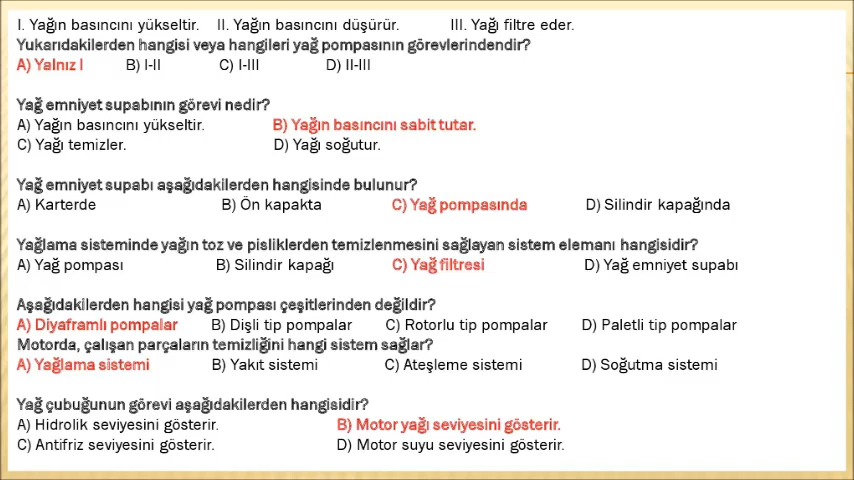 I. Yağın basıncını yükseltir. II. Yağın basıncını düşürür. III. Yağı filtre eder.
Yukarıdakilerden hangisi veya hangileri yağ pompasının görevlerindendir?
A) Yalnız I B) I-II C) I-III D) II-III
Yağ emniyet supabının görevi nedir?
A) Yağın basıncını yükseltir. B) Yağın basıncını sabit tutar.
C) Yağı temizler. D) Yağı soğutur.
Yağ emniyet supabı aşağıdakilerden hangisinde bulunur?
A) Karterde B) Ön kapakta C) Yağ pompasında D) Silindir kapağında
Yağlama sisteminde yağın toz ve pisliklerden temizlenmesini sağlayan sistem elemanı hangisidir?
A) Yağ pompası B) Silindir kapağı C) Yağ filtresi D) Yağ emniyet supabı
Aşağıdakilerden hangisi yağ pompası çeşitlerinden değildir?
A) Diyaframlı pompalar B) Dişli tip pompalar C) Rotorlu tip pompalar D) Paletli tip pompalar
Motorda, çalışan parçaların temizliğini hangi sistem sağlar?
A) Yağlama sistemi B) Yakıt sistemi C) Ateşleme sistemi D) Soğutma sistemi
Yağ çubuğunun görevi aşağıdakilerden hangisidir?
A) Hidrolik seviyesini gösterir. B) Motor yağı seviyesini gösterir.
C) Antifriz seviyesini gösterir. D) Motor suyu seviyesini gösterir.